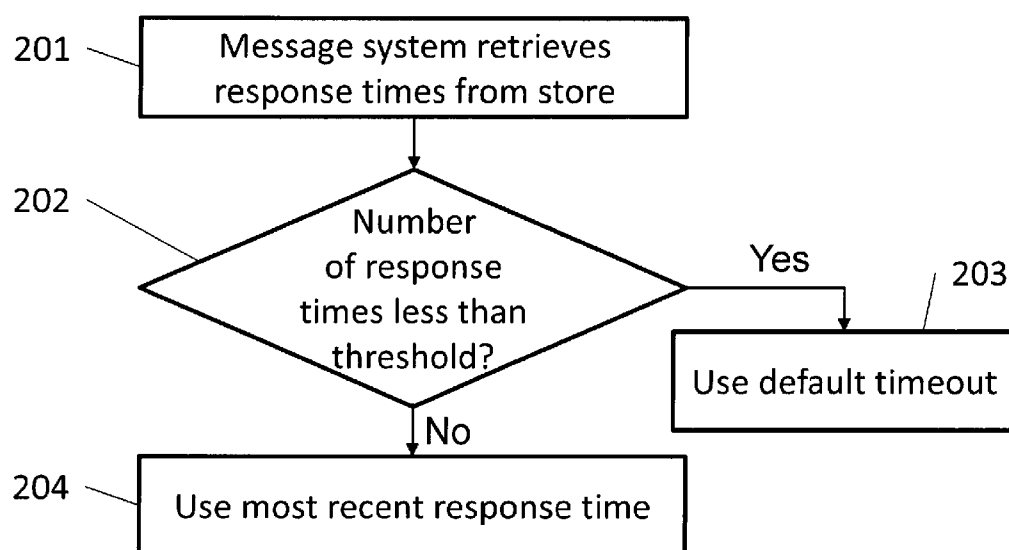 201
Message system retrieves
response times from store
202
Number
of response
times less than
threshold?
Yes
203
Use default timeout
No
204
Use most recent response time